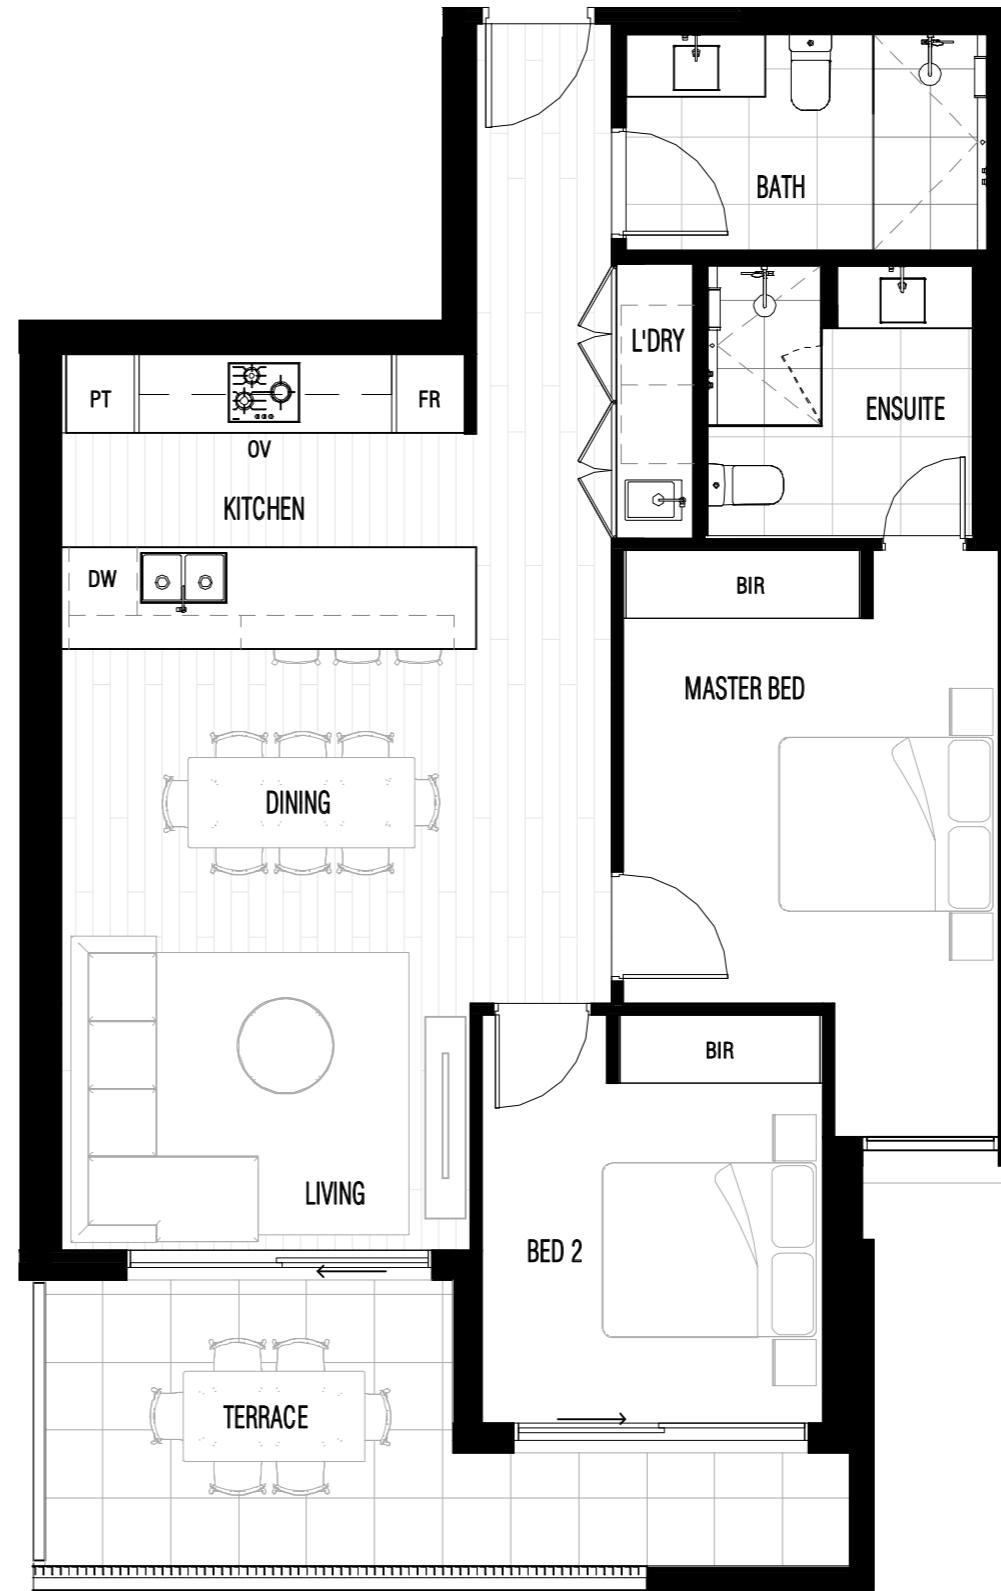 BATH
L'DRY
PT
FR
ENSUITE
OV
KITCHEN
DW
BIR
MASTER BED
DINING
BIR
LIVING
BED 2
TERRACE